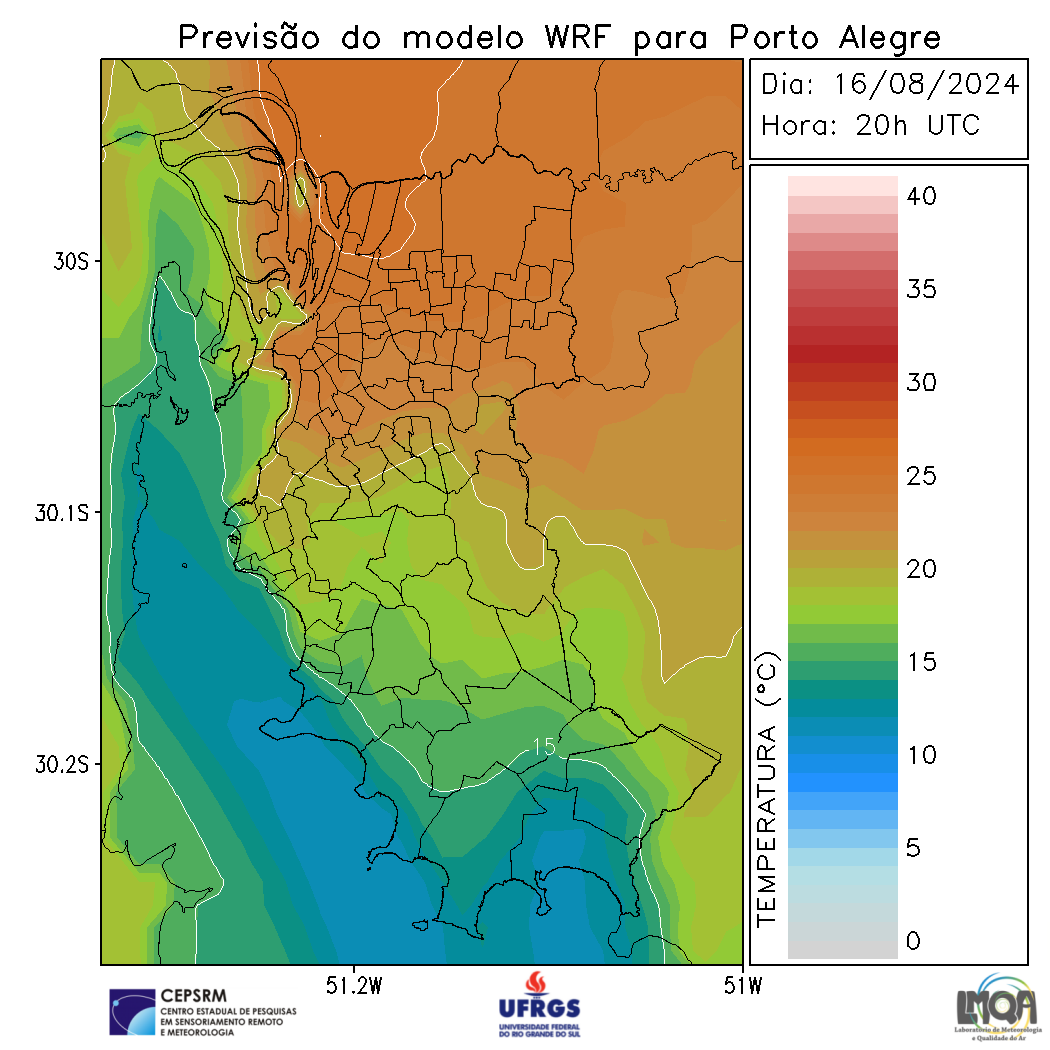 Previsão do modelo WRF para Porto Alegre
Dia: 16/08/2024
Hora: 20h UTC
40
35
30
25
20
15
10
5
0
TEMPERATURA (°C)
30S
30.1S
30.2S
15
51.2W
51W
CEPSRM
CENTRO ESTADUAL DE PESQUISAS
EM SENSORIAMENTO REMOTO
E METEOROLOGIA
UFRGS
UNIVERSIDADE FEDERAL
DO RIO GRANDE DO SUL
LMQA
Laboratório de Meteorologia
e Qualidade do Ar